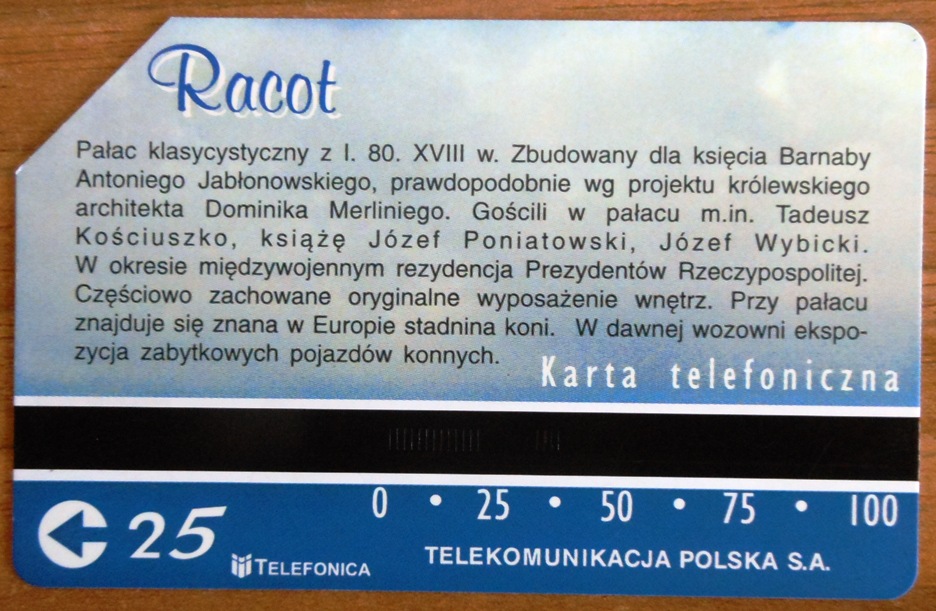 Racot
Pałac klasycystyczny z l. 80. XVIII w. Zbudowany dla księcia Barnaby
Antoniego Jabłonowskiego, prawdopodobnie wg projektu królewskiego
architekta Dominika Merliniego. Gościli w pałacu m.in. Tadeusz
Kościuszko, książę Józef Poniatowski, Józef Wybicki.
W okresie międzywojennym rezydencja Prezydentów Rzeczypospolitej.
Częściowo zachowane oryginalne wyposażenie wnętrz. Przy pałacu
znajduje się znana w Europie stadnina koni. W dawnej wozowni ekspo-
zycja zabytkowych pojazdów konnych.
Karta telefoniczna
0 • 25 • 50 • 75 • 100
25
TELEFONICA
TELEKOMUNIKACJA POLSKA S.A.